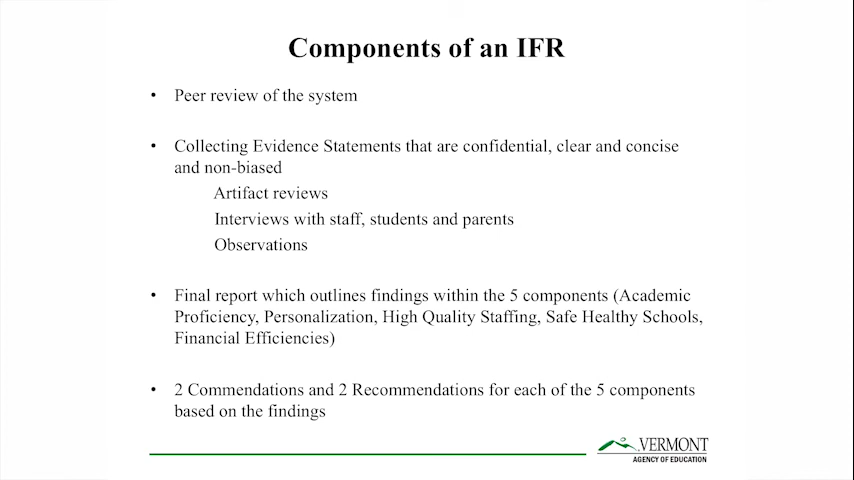 Components of an IFR
• Peer review of the system
• Collecting Evidence Statements that are confidential, clear and concise
and non-biased
Artifact reviews
Interviews with staff, students and parents
Observations
• Final report which outlines findings within the 5 components (Academic
Proficiency, Personalization, High Quality Staffing, Safe Healthy Schools,
Financial Efficiencies)
• 2 Commendations and 2 Recommendations for each of the 5 components
based on the findings
VERMONT
AGENCY OF EDUCATION